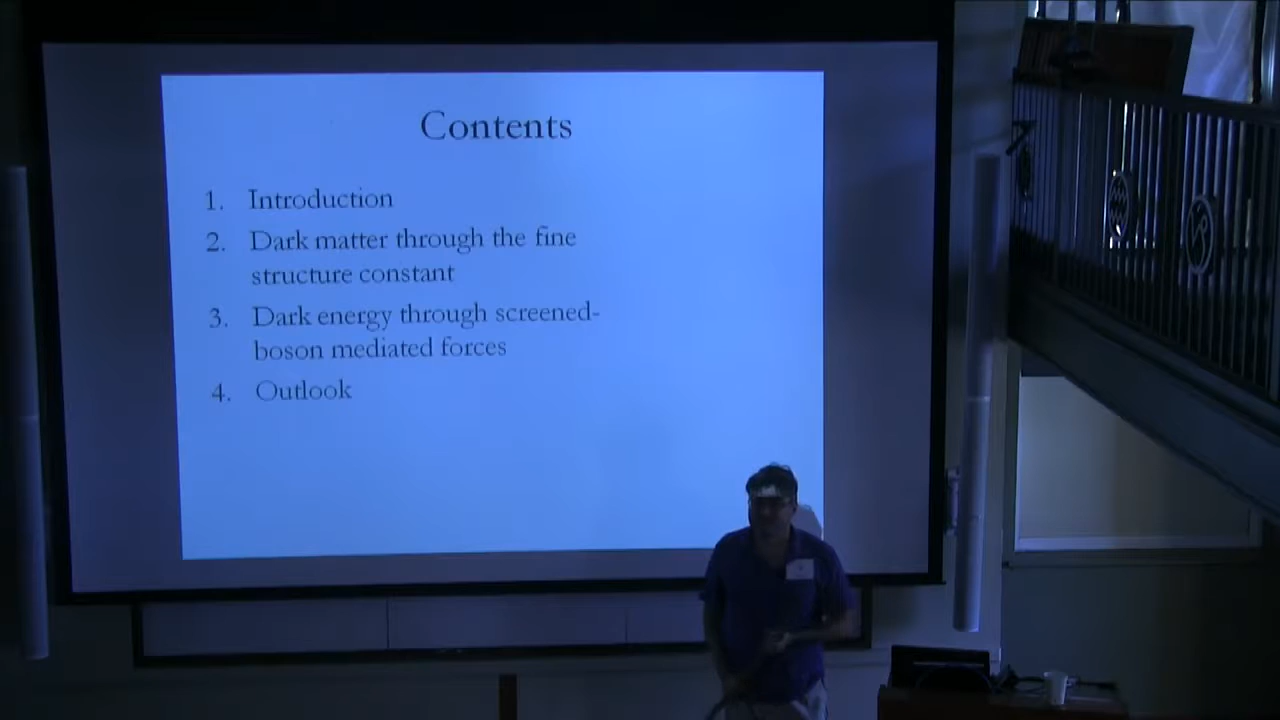 Contents
1. Introduction
2. Dark matter through the fine
structure constant
3. Dark energy through screened-
boson mediated forces
4. Outlook